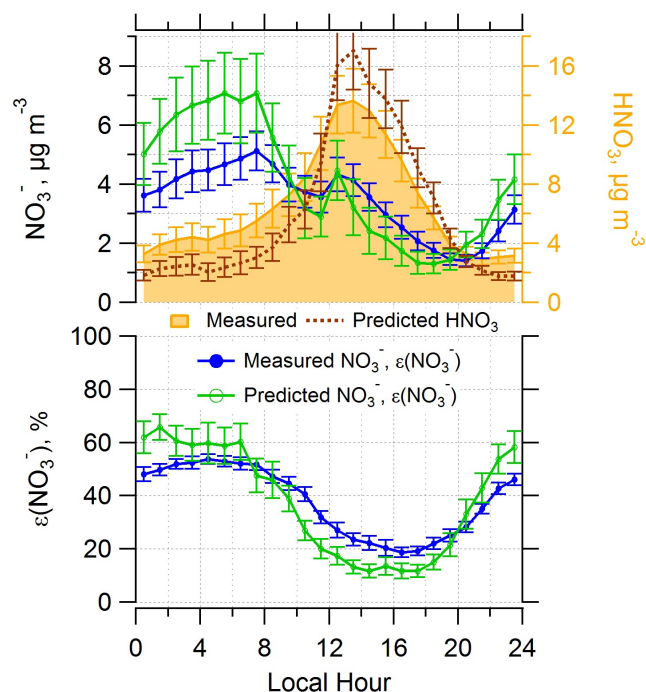 NO₃⁻, µg m⁻³
8
6
4
2
0
16
12
8
4
0
HNO₃, µg m⁻³
Measured
Predicted HNO₃
Measured NO₃⁻, ε(NO₃⁻)
Predicted NO₃⁻, ε(NO₃⁻)
ε(NO₃⁻), %
100
80
60
40
20
0
0 4 8 12 16 20 24
Local Hour